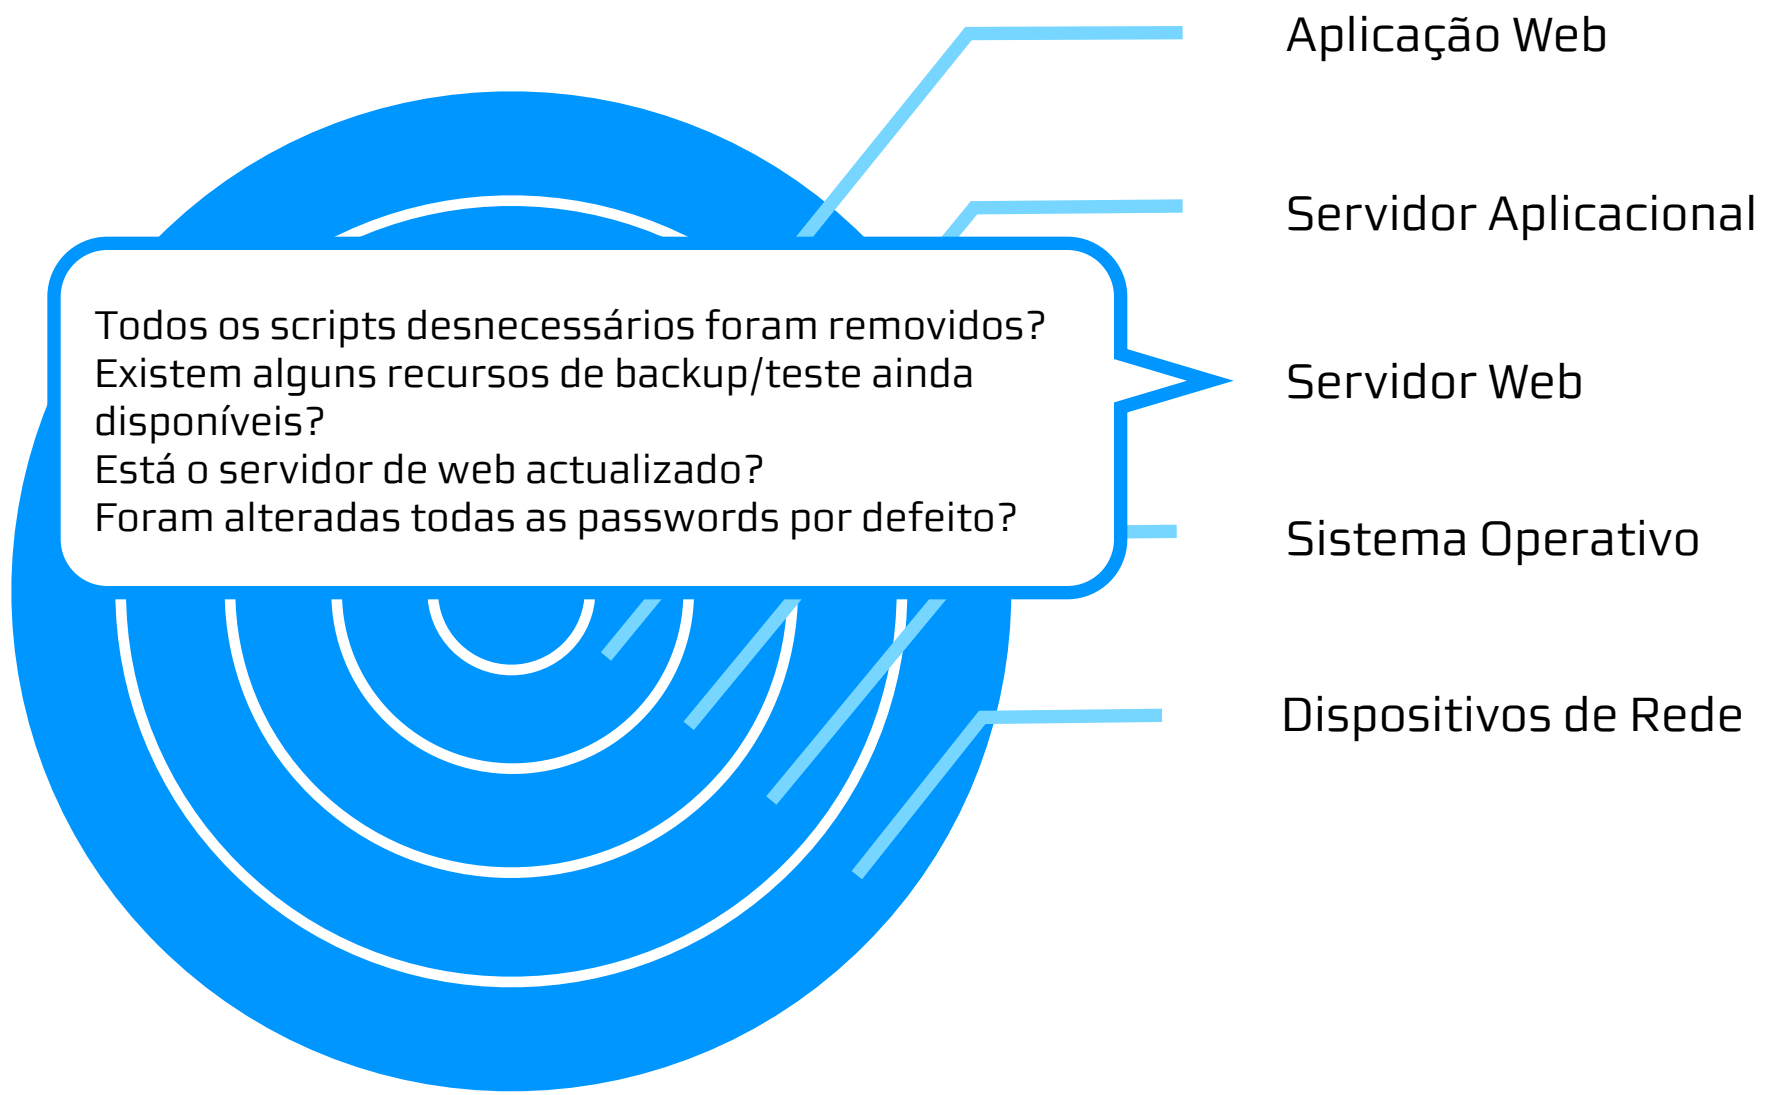 Aplicação Web
Servidor Aplicacional
Todos os scripts desnecessários foram removidos?
Existem alguns recursos de backup/teste ainda
disponíveis?
Está o servidor de web actualizado?
Foram alteradas todas as passwords por defeito?
Servidor Web
Sistema Operativo
Dispositivos de Rede